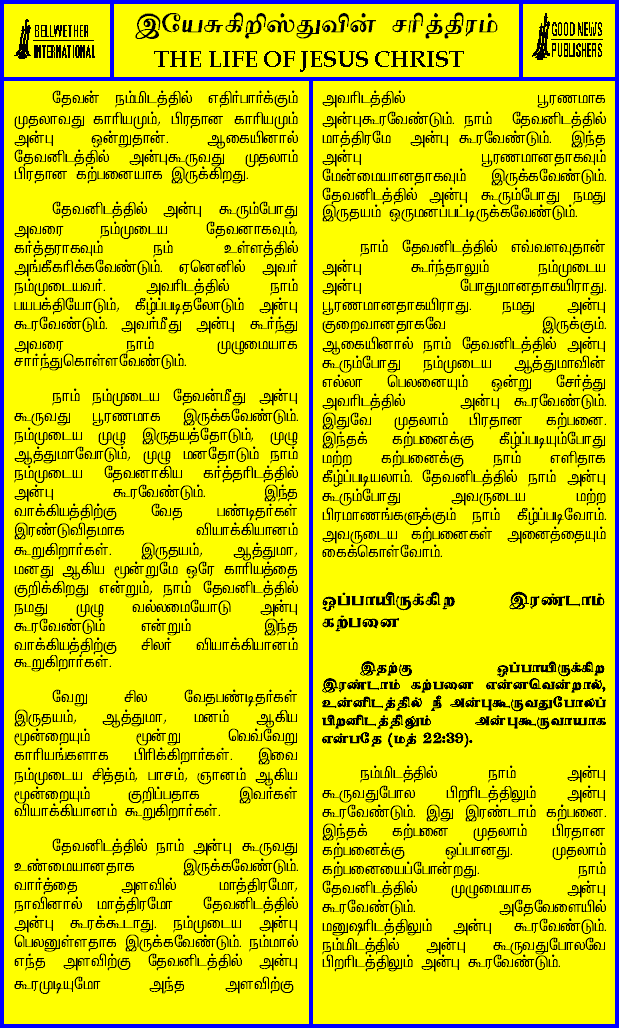 BELLWETHER
INTERNATIONAL
இயேசுகிறிஸ்துவின் சரித்திரம்
THE LIFE OF JESUS CHRIST
GOOD NEWS
PUBLISHERS
தேவன் நம்மிடத்தில் எதிர்பார்க்கும்
முதலாவது காரியமும், பிரதான காரியமும்
அன்பு ஒன்றுதான். ஆகையினால்
தேவனிடத்தில் அன்புகூருவது முதலாம்
பிரதான கற்பனையாக இருக்கிறது.
தேவனிடத்தில் அன்பு கூரும்போது
அவரை நம்முடைய தேவனாகவும்,
கர்த்தராகவும் நம் உள்ளத்தில்
அங்கீகரிக்கவேண்டும். ஏனெனில் அவர்
நம்முடையவர். அவரிடத்தில் நாம்
பயபக்தியோடும், கீழ்ப்படிதலோடும் அன்பு
கூரவேண்டும். அவர்மீது அன்பு கூர்ந்து
அவரை நாம் முழுமையாக
சார்ந்துகொள்ளவேண்டும்.
நாம் நம்முடைய தேவன்மீது அன்பு
கூருவது பூரணமாக இருக்கவேண்டும்.
நம்முடைய முழு இருதயத்தோடும், முழு
ஆத்துமாவோடும், முழு மனதோடும் நாம்
நம்முடைய தேவனாகிய கர்த்தரிடத்தில்
அன்பு கூரவேண்டும். இந்த
வாக்கியத்திற்கு வேத பண்டிதர்கள்
இரண்டுவிதமாக வியாக்கியானம்
கூறுகிறார்கள். இருதயம், ஆத்துமா,
மனது ஆகிய மூன்றுமே ஒரே காரியத்தை
குறிக்கிறது என்றும், நாம் தேவனிடத்தில்
நமது முழு வல்லமையோடு அன்பு
கூரவேண்டும் என்றும் இந்த
வாக்கியத்திற்கு சிலர் வியாக்கியானம்
கூறுகிறார்கள்.
வேறு சில வேதபண்டிதர்கள்
இருதயம், ஆத்துமா, மனம் ஆகிய
மூன்றையும் மூன்று வெவ்வேறு
காரியங்களாக பிரிக்கிறார்கள். இவை
நம்முடைய சித்தம், பாசம், ஞானம் ஆகிய
மூன்றையும் குறிப்பதாக இவர்கள்
வியாக்கியானம் கூறுகிறார்கள்.
தேவனிடத்தில் நாம் அன்பு கூருவது
உண்மையானதாக இருக்கவேண்டும்.
வார்த்தை அளவில் மாத்திரமோ,
நாவினால் மாத்திரமோ தேவனிடத்தில்
அன்பு கூரக்கூடாது. நம்முடைய அன்பு
பெலனுள்ளதாக இருக்கவேண்டும். நம்மால்
எந்த அளவிற்கு தேவனிடத்தில் அன்பு
கூரமுடியுமோ அந்த அளவிற்கு
அவரிடத்தில் பூரணமாக
அன்புகூரவேண்டும். நாம் தேவனிடத்தில்
மாத்திரமே அன்பு கூரவேண்டும். இந்த
அன்பு பூரணமானதாகவும்
மேன்மையானதாகவும் இருக்கவேண்டும்.
தேவனிடத்தில் அன்பு கூரும்போது நமது
இருதயம் ஒருமனப்பட்டிருக்கவேண்டும்.
நாம் தேவனிடத்தில் எவ்வளவுதான்
அன்பு கூர்ந்தாலும் நம்முடைய
அன்பு போதுமானதாகயிராது.
பூரணமானதாகயிராது. நமது அன்பு
குறைவானதாகவே இருக்கும்.
ஆகையினால் நாம் தேவனிடத்தில் அன்பு
கூரும்போது நம்முடைய ஆத்துமாவின்
எல்லா பெலனையும் ஒன்று சேர்த்து
அவரிடத்தில் அன்பு கூரவேண்டும்.
இதுவே முதலாம் பிரதான கற்பனை.
இந்தக் கற்பனைக்கு கீழ்ப்படியும்போது
மற்ற கற்பனைக்கு நாம் எளிதாக
கீழ்ப்படியலாம். தேவனிடத்தில் நாம் அன்பு
கூரும்போது அவருடைய மற்ற
பிரமாணங்களுக்கும் நாம் கீழ்ப்படிவோம்.
அவருடைய கற்பனைகள் அனைத்தையும்
கைக்கொள்வோம்.
ஒப்பாயிருக்கிற இரண்டாம்
கற்பனை
இதற்கு ஒப்பாயிருக்கிற
இரண்டாம் கற்பனை என்னவென்றால்,
உன்னிடத்தில் நீ அன்புகூருவதுபோலப்
பிறனிடத்திலும் அன்புகூருவாயாக
என்பதே (மத் 22:39).
நம்மிடத்தில் நாம் அன்பு
கூருவதுபோல பிறரிடத்திலும் அன்பு
கூரவேண்டும். இது இரண்டாம் கற்பனை.
இந்தக் கற்பனை முதலாம் பிரதான
கற்பனைக்கு ஒப்பானது. முதலாம்
கற்பனையைப்போன்றது. நாம்
தேவனிடத்தில் முழுமையாக அன்பு
கூரவேண்டும். அதேவேளையில்
மனுஷரிடத்திலும் அன்பு கூரவேண்டும்.
நம்மிடத்தில் அன்பு கூருவதுபோலவே
பிறரிடத்திலும் அன்பு கூரவேண்டும்.